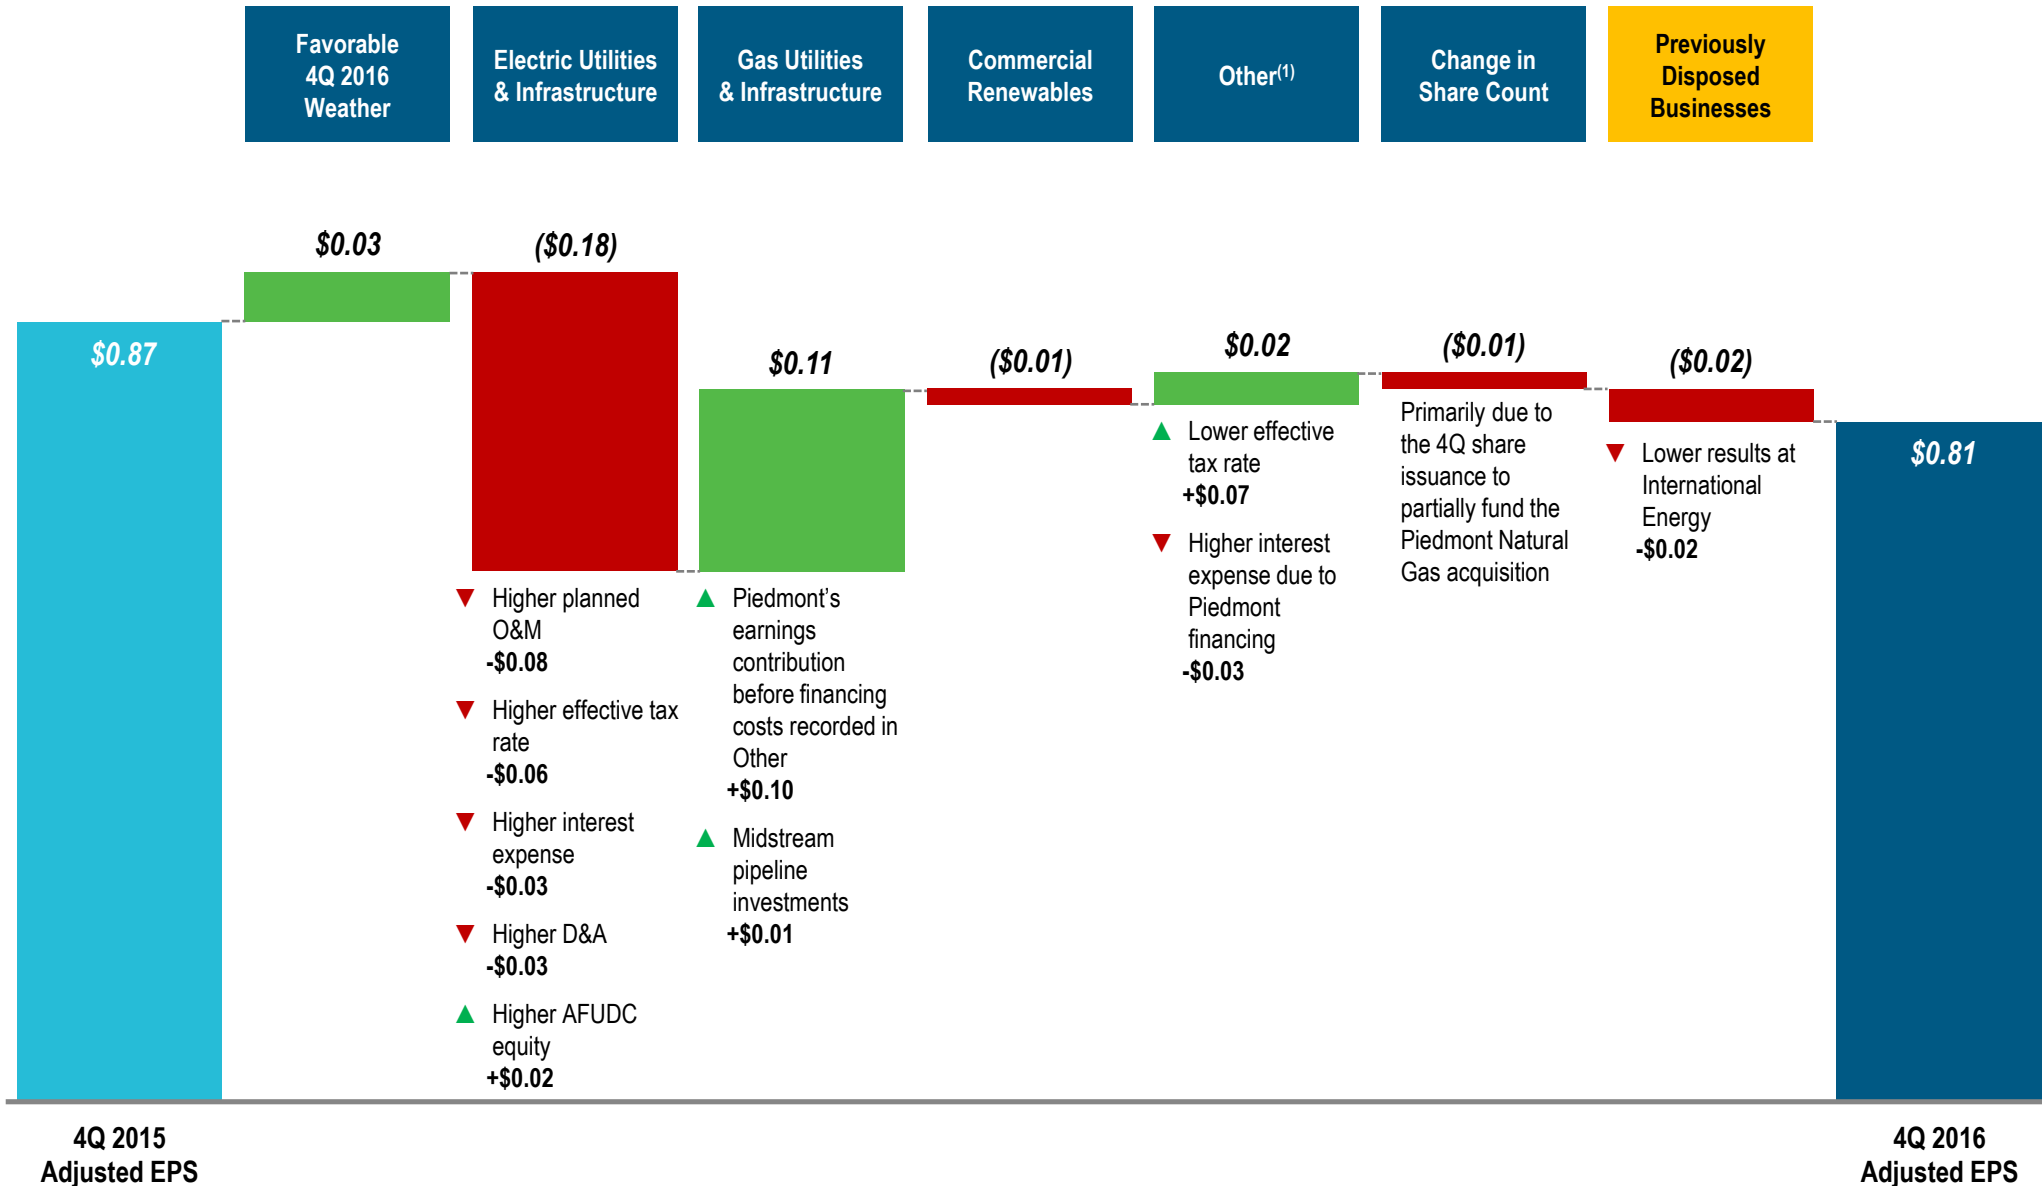 Favorable
4Q 2016
Weather
Electric Utilities
& Infrastructure
Gas Utilities
& Infrastructure
Commercial
Renewables
Other(1)
Change in
Share Count
Previously
Disposed
Businesses
$0.87
$0.03
($0.18)
▼ Higher planned
O&M
-$0.08
▼ Higher effective tax
rate
-$0.06
▼ Higher interest
expense
-$0.03
▼ Higher D&A
-$0.03
▲ Higher AFUDC
equity
+$0.02
$0.11
▲ Piedmont’s
earnings
contribution
before financing
costs recorded in
Other
+$0.10
▲ Midstream
pipeline
investments
+$0.01
($0.01)
$0.02
▲ Lower effective
tax rate
+$0.07
▼ Higher interest
expense due to
Piedmont
financing
-$0.03
($0.01)
Primarily due to
the 4Q share
issuance to
partially fund the
Piedmont Natural
Gas acquisition
($0.02)
▼ Lower results at
International
Energy
-$0.02
$0.81
4Q 2015
Adjusted EPS
4Q 2016
Adjusted EPS